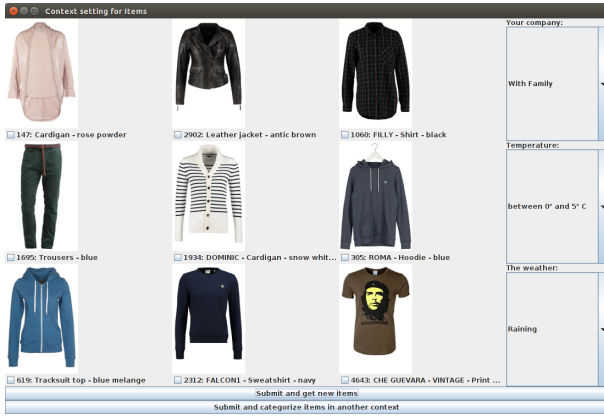 Context setting for Items
Your company:
With Family
147: Cardigan - rose powder
2902: Leather jacket - antic brown
1060: FILLY - Shirt - black
Temperature:
between 0° and 5° C
1695: Trousers - blue
1934: DOMINIC - Cardigan - snow whit...
305: ROMA - Hoodie - blue
The weather:
Raining
619: Tracksuit top - blue melange
2312: FALCON1 - Sweatshirt - navy
4643: CHE GUEVARA - VINTAGE - Print ...
Submit and get new items
Submit and categorize items in another context